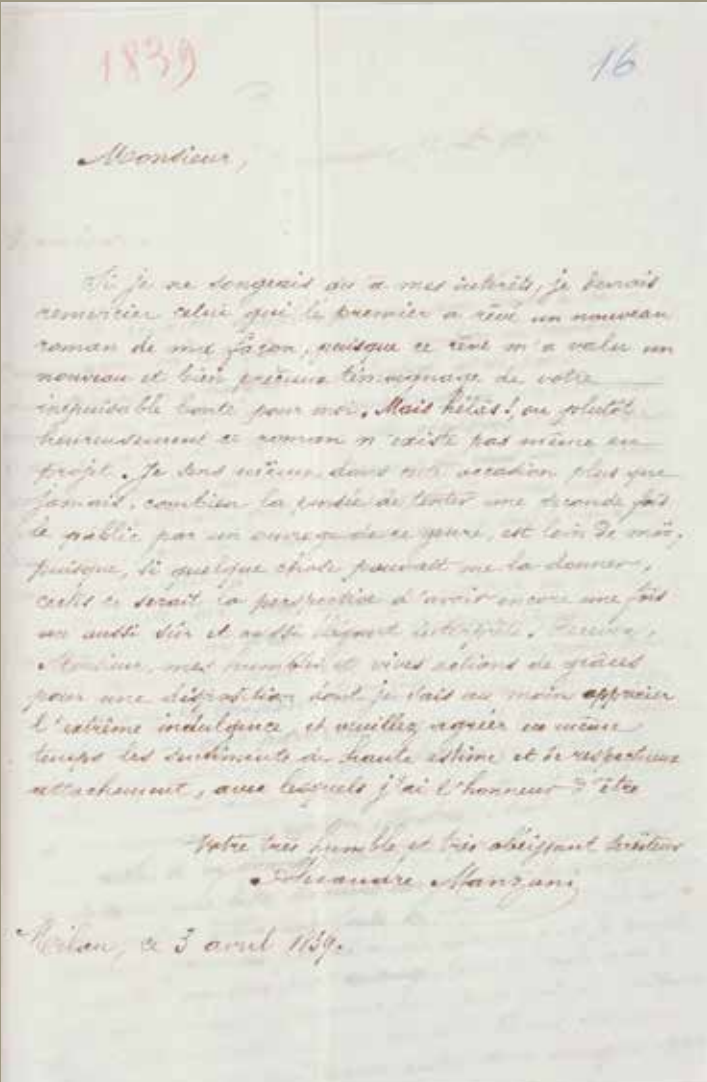 1839
16
Monsieur,
Si je ne songeais qu'a mes intérêts, je devrais
remercier celui qui le premier a rêvé un nouveau
roman de ma façon, puisque ce rêve m'a valu un
nouveau et bien précieux témoignage de votre
inépuisable bonté pour moi. Mais hélas!, ou plutôt
heureusement ce roman n'existe pas même en
projet. Je sens même dans cette occasion plus que
jamais, combien la pensée de tenter une seconde fois
le public par un ouvrage de ce genre, est loin de moi,
puisque, si quelque chose pouvait me la donner,
ce serait la perspective d'avoir encore une fois
un aussi sûr et aussi élégant interprète. Recevez,
Monsieur, mes humbles et vives actions de grâces
pour une disposition dont je sais au moin apprécier
l'extrême indulgence, et veuillez agréer en même
temps les sentiments de haute estime et de respectueux
attachement, avec lesquels j'ai l'honneur d'être
Votre très humble et très obéissant serviteur
Alexandre Manzoni
Milan, ce 3 avril 1839.